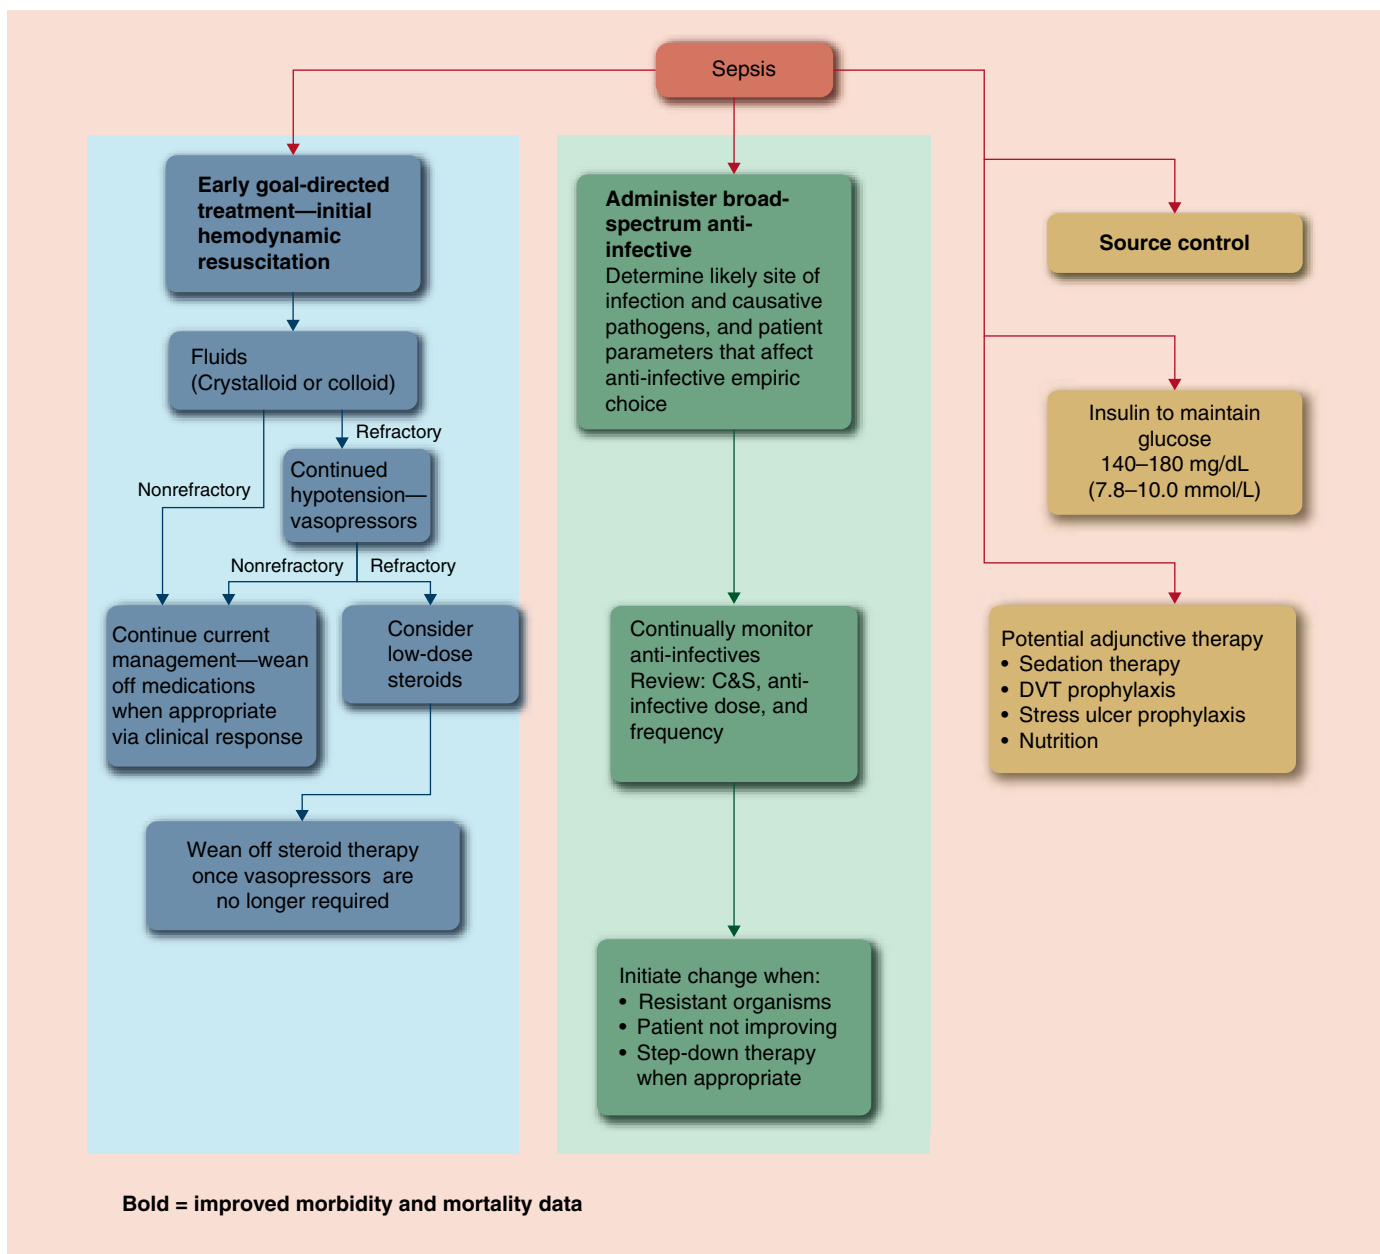 Sepsis
Early goal-directed
treatment—initial
hemodynamic
resuscitation
Fluids
(Crystalloid or colloid)
Refractory
Nonrefractory
Continued
hypotension—
vasopressors
Nonrefractory
Refractory
Continue current
management—wean
off medications
when appropriate
via clinical response
Consider
low-dose
steroids
Wean off steroid therapy
once vasopressors are
no longer required
Administer broad-
spectrum anti-
infective
Determine likely site of
infection and causative
pathogens, and patient
parameters that affect
anti-infective empiric
choice
Continually monitor
anti-infectives
Review: C&S, anti-
infective dose, and
frequency
Initiate change when:
• Resistant organisms
• Patient not improving
• Step-down therapy
when appropriate
Source control
Insulin to maintain
glucose
140–180 mg/dL
(7.8–10.0 mmol/L)
Potential adjunctive therapy
• Sedation therapy
• DVT prophylaxis
• Stress ulcer prophylaxis
• Nutrition
Bold = improved morbidity and mortality data